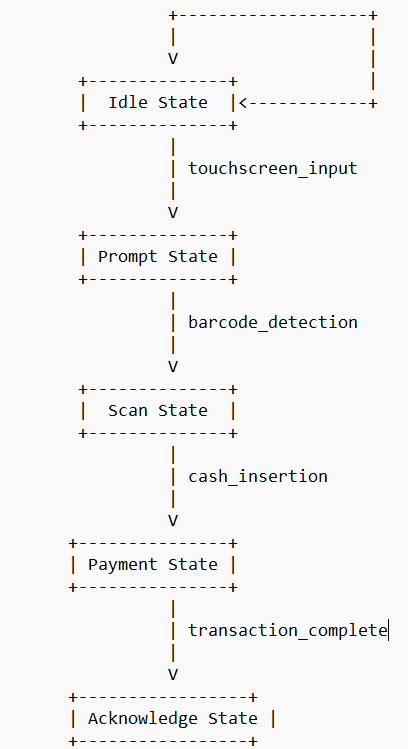 +-------------------+
|                   |
V                   |
+--------------+             |
|  Idle State  |<------------+
+--------------+
|
| touchscreen_input
|
V
+--------------+
| Prompt State |
+--------------+
|
| barcode_detection
|
V
+--------------+
|  Scan State  |
+--------------+
|
| cash_insertion
|
V
+---------------+
| Payment State |
+---------------+
|
| transaction_complete
|
V
+-----------------+
| Acknowledge State |
+-----------------+